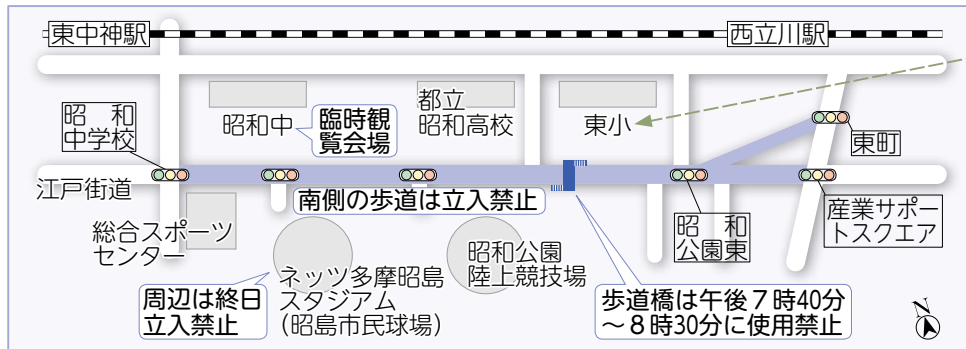 東中神駅
西立川駅
昭和
中学校
昭和中
臨時観
覧会場
都立
昭和高校
東小
東町
江戸街道
南側の歩道は立入禁止
総合スポーツ
センター
周辺は終日
立入禁止
ネッツ多摩昭島
スタジアム
(昭島市民球場)
昭和公園
陸上競技場
歩道橋は午後7時40分
~8時30分に使用禁止
昭和
公園東
産業サポー
トスクエア
N